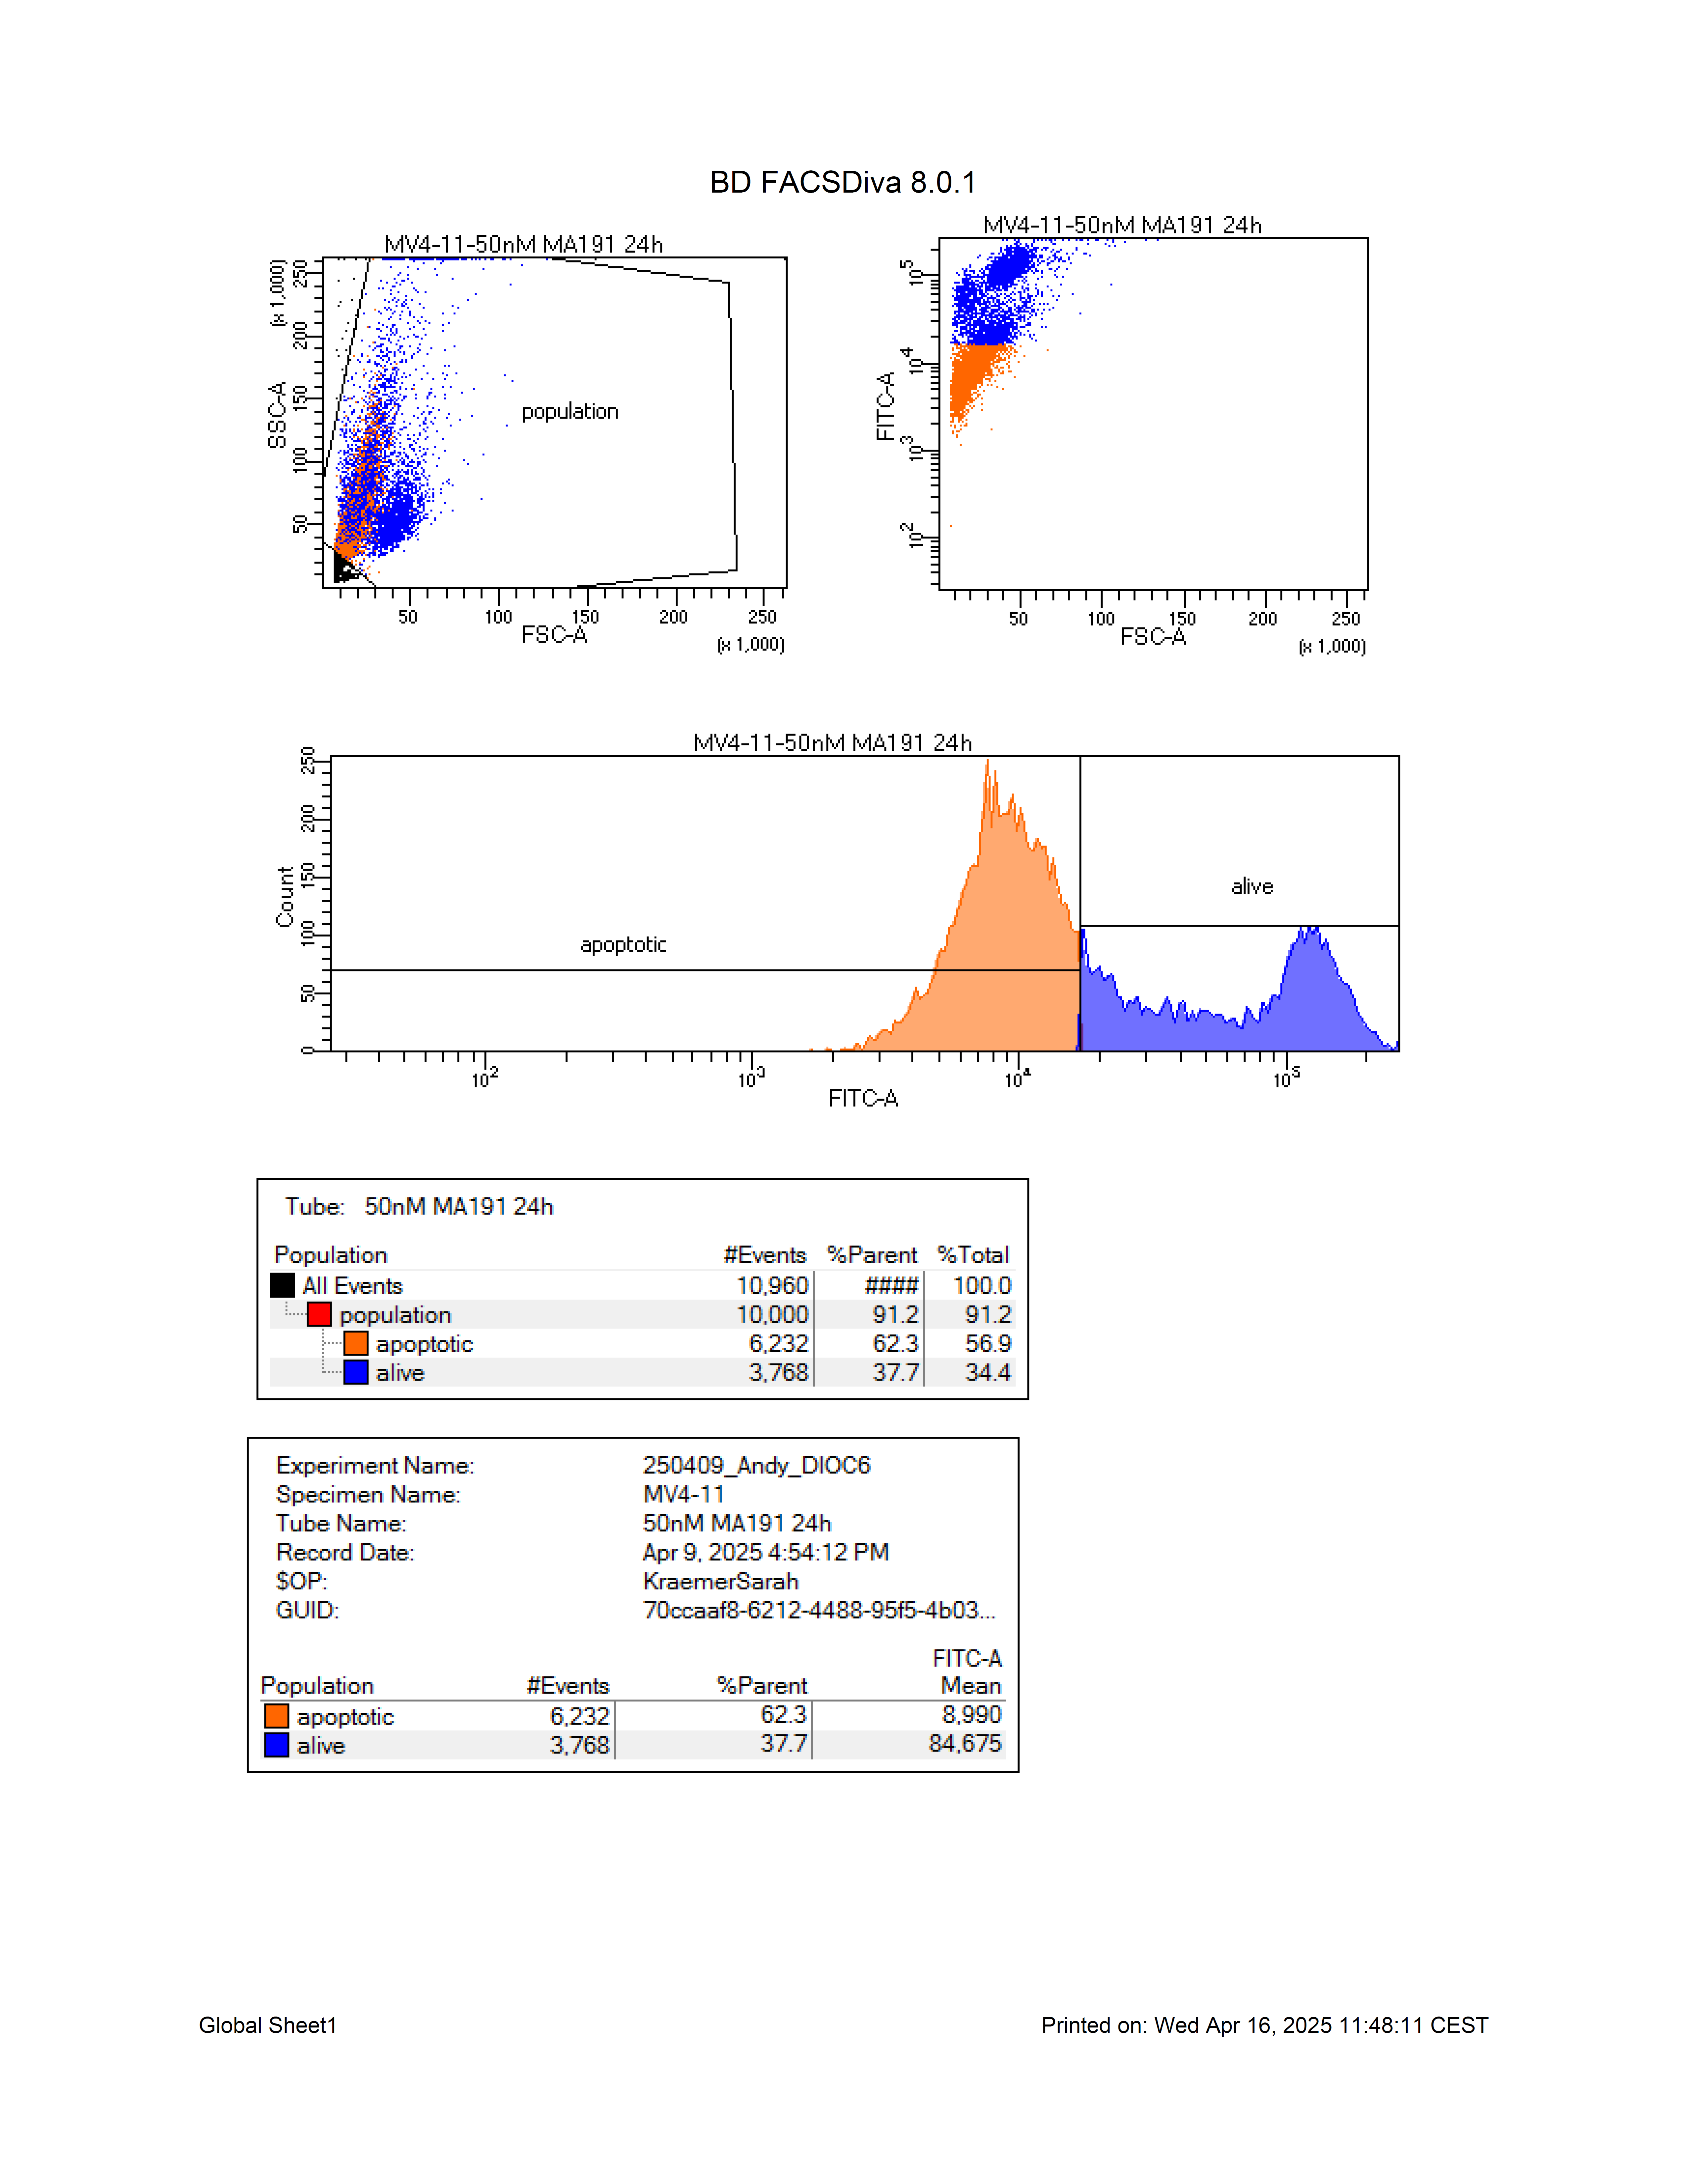 BD FACSDiva 8.0.1
MV4-11-50nM MA191 24h
SSC-A
(x 1,000)
50 100 150 200 250
population
50 100 150 200 250
FSC-A
(x 1,000)
MV4-11-50nM MA191 24h
FITC-A
10^2 10^3 10^4 10^5
50 100 150 200 250
FSC-A
(x 1,000)
MV4-11-50nM MA191 24h
Count
0 50 100 150 200 250
apoptotic
alive
10^2 10^3 10^4 10^5
FITC-A
Tube: 50nM MA191 24h
Population #Events %Parent %Total
All Events 10,960 #### 100.0
population 10,000 91.2 91.2
apoptotic 6,232 62.3 56.9
alive 3,768 37.7 34.4
Experiment Name: 250409_Andy_DIOC6
Specimen Name: MV4-11
Tube Name: 50nM MA191 24h
Record Date: Apr 9, 2025 4:54:12 PM
$OP: KraemerSarah
GUID: 70ccaaf8-6212-4488-95f5-4b03...
FITC-A
Population #Events %Parent Mean
apoptotic 6,232 62.3 8,990
alive 3,768 37.7 84,675
Global Sheet1
Printed on: Wed Apr 16, 2025 11:48:11 CEST